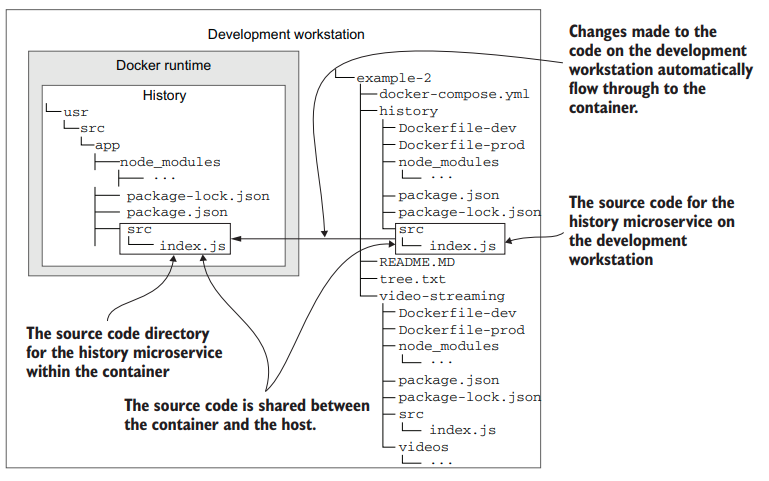 Development workstation
Docker runtime
History
usr
src
app
node_modules
...
package-lock.json
package.json
src
index.js
example-2
docker-compose.yml
history
Dockerfile-dev
Dockerfile-prod
node_modules
...
package.json
package-lock.json
src
index.js
README.MD
tree.txt
video-streaming
Dockerfile-dev
Dockerfile-prod
node_modules
...
package.json
package-lock.json
src
index.js
videos
...
Changes made to the
code on the development
workstation automatically
flow through to the
container.
The source code for the
history microservice on
the development
workstation
The source code directory
for the history microservice
within the container
The source code is shared between
the container and the host.